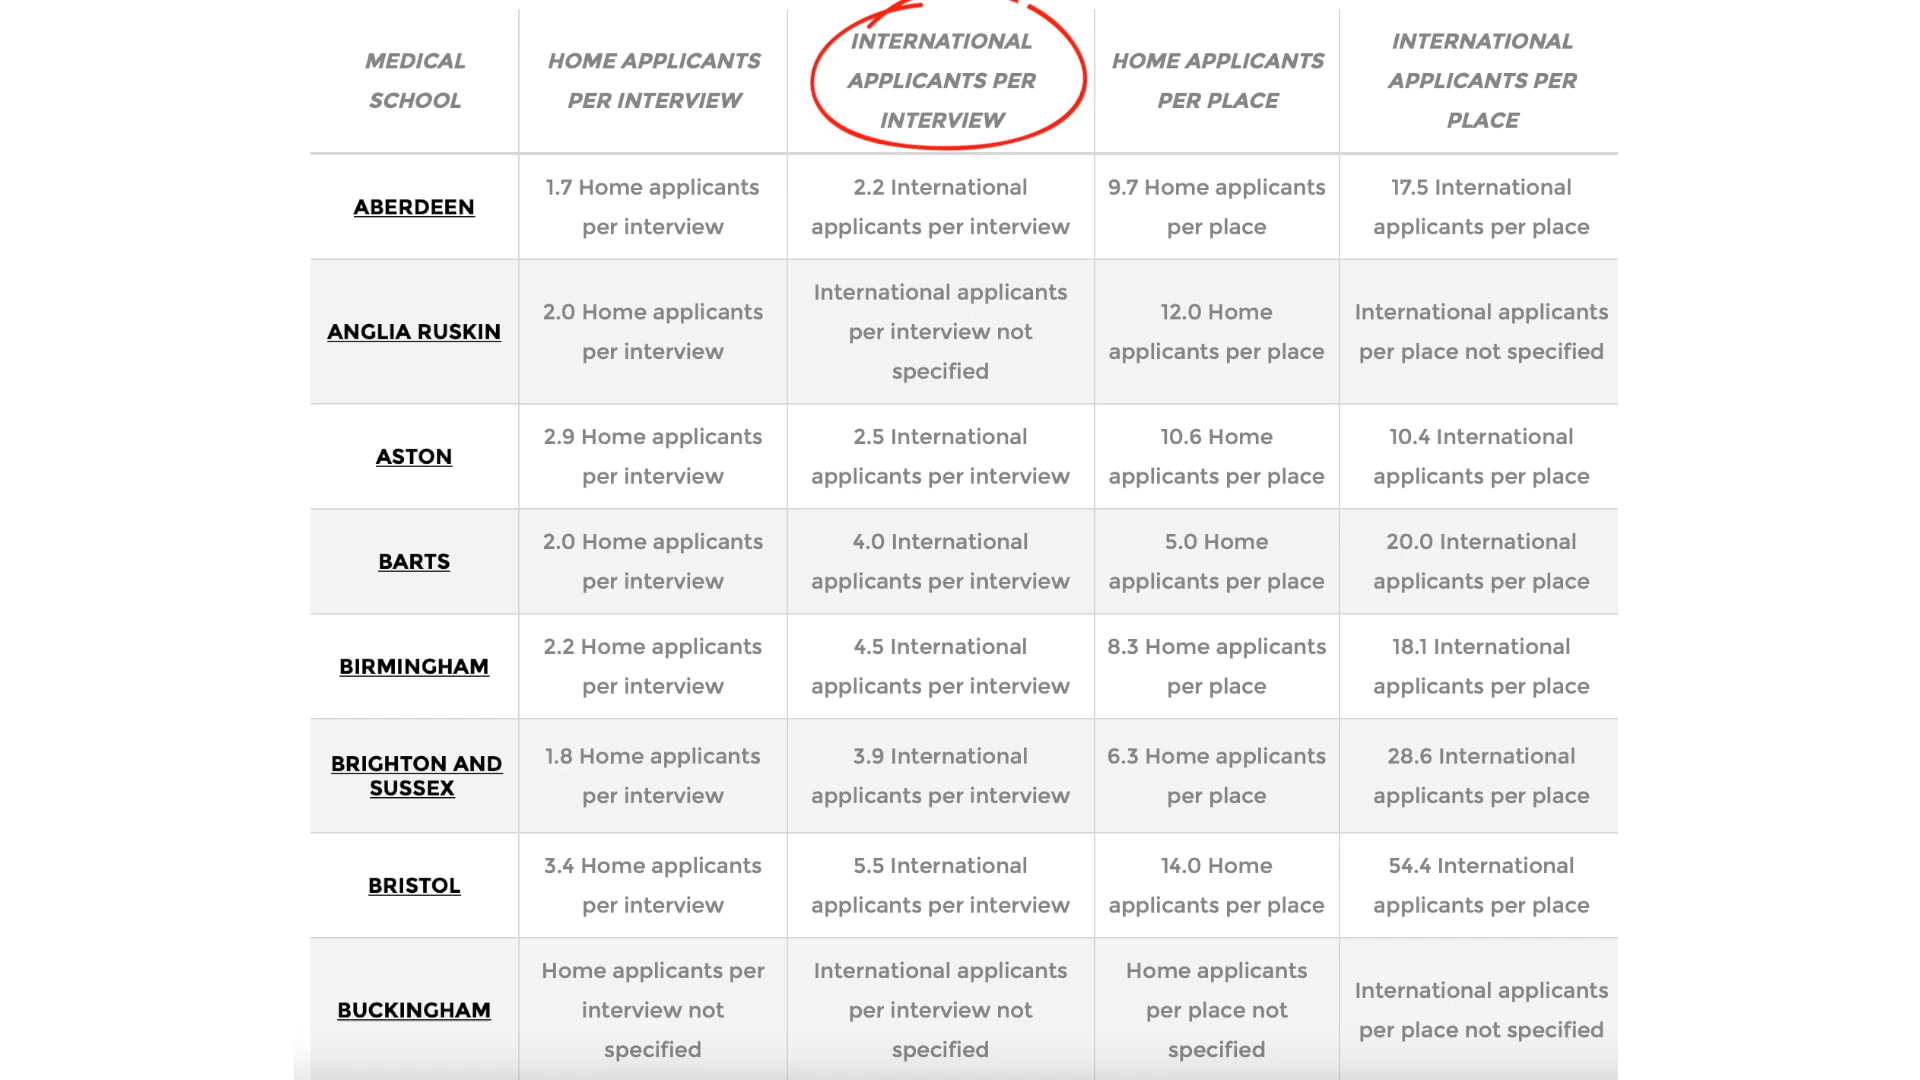 MEDICAL
SCHOOL
HOME APPLICANTS
PER INTERVIEW
INTERNATIONAL
APPLICANTS PER
INTERVIEW
HOME APPLICANTS
PER PLACE
INTERNATIONAL
APPLICANTS PER
PLACE
ABERDEEN
1.7 Home applicants
per interview
2.2 International
applicants per interview
9.7 Home applicants
per place
17.5 International
applicants per place
ANGLIA RUSKIN
2.0 Home applicants
per interview
International applicants
per interview not
specified
12.0 Home
applicants per place
International applicants
per place not specified
ASTON
2.9 Home applicants
per interview
2.5 International
applicants per interview
10.6 Home
applicants per place
10.4 International
applicants per place
BARTS
2.0 Home applicants
per interview
4.0 International
applicants per interview
5.0 Home
applicants per place
20.0 International
applicants per place
BIRMINGHAM
2.2 Home applicants
per interview
4.5 International
applicants per interview
8.3 Home applicants
per place
18.1 International
applicants per place
BRIGHTON AND
SUSSEX
1.8 Home applicants
per interview
3.9 International
applicants per interview
6.3 Home applicants
per place
28.6 International
applicants per place
BRISTOL
3.4 Home applicants
per interview
5.5 International
applicants per interview
14.0 Home
applicants per place
54.4 International
applicants per place
BUCKINGHAM
Home applicants per
interview not
specified
International applicants
per interview not
specified
Home applicants
per place not
specified
International applicants
per place not specified